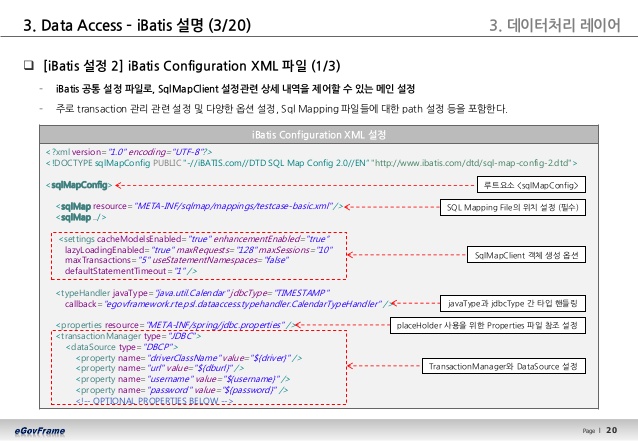 3. Data Access - iBatis 설명 (3/20)
3. 데이터처리 레이어
[iBatis 설정 2] iBatis Configuration XML 파일 (1/3)
- iBatis 공통 설정 파일로, SqlMapClient 설정관련 상세 내역을 제어할 수 있는 메인 설정
- 주로 transaction 관리 관련 설정 및 다양한 옵션 설정, Sql Mapping 파일들에 대한 path 설정 등을 포함한다.
iBatis Configuration XML 설정
<?xml version="1.0" encoding="UTF-8"?>
<!DOCTYPE sqlMapConfig PUBLIC "-//iBATIS.com//DTD SQL Map Config 2.0//EN" "http://www.ibatis.com/dtd/sql-map-config-2.dtd">
<sqlMapConfig>
루트요소 <sqlMapConfig>
<sqlMap resource="META-INF/sqlmap/mappings/testcase-basic.xml"/>
SQL Mapping File의 위치 설정 (필수)
<sqlMap ../>
<settings cacheModelsEnabled="true" enhancementEnabled="true"
lazyLoadingEnabled="true" maxRequests="128" maxSessions="10"
maxTransactions="5" useStatementNamespaces="false"
defaultStatementTimeout="1"/>
SqlMapClient 객체 생성 옵션
<typeHandler javaType="java.util.Calendar" jdbcType="TIMESTAMP"
callback="egovframework.rte.psl.dataaccess.typehandler.CalendarTypeHandler"/>
javaType과 jdbcType 간 타입 핸들링
<properties resource="META-INF/spring/jdbc.properties"/>
placeHolder 사용을 위한 Properties 파일 참조 설정
<transactionManager type="JDBC">
<dataSource type="DBCP">
<property name="driverClassName" value="${driver}"/>
<property name="url" value="${dburl}"/>
<property name="username" value="${username}"/>
<property name="password" value="${password}"/>
<!-- OPTIONAL PROPERTIES BELOW -->
TransactionManager와 DataSource 설정
eGovFrame
Page | 20